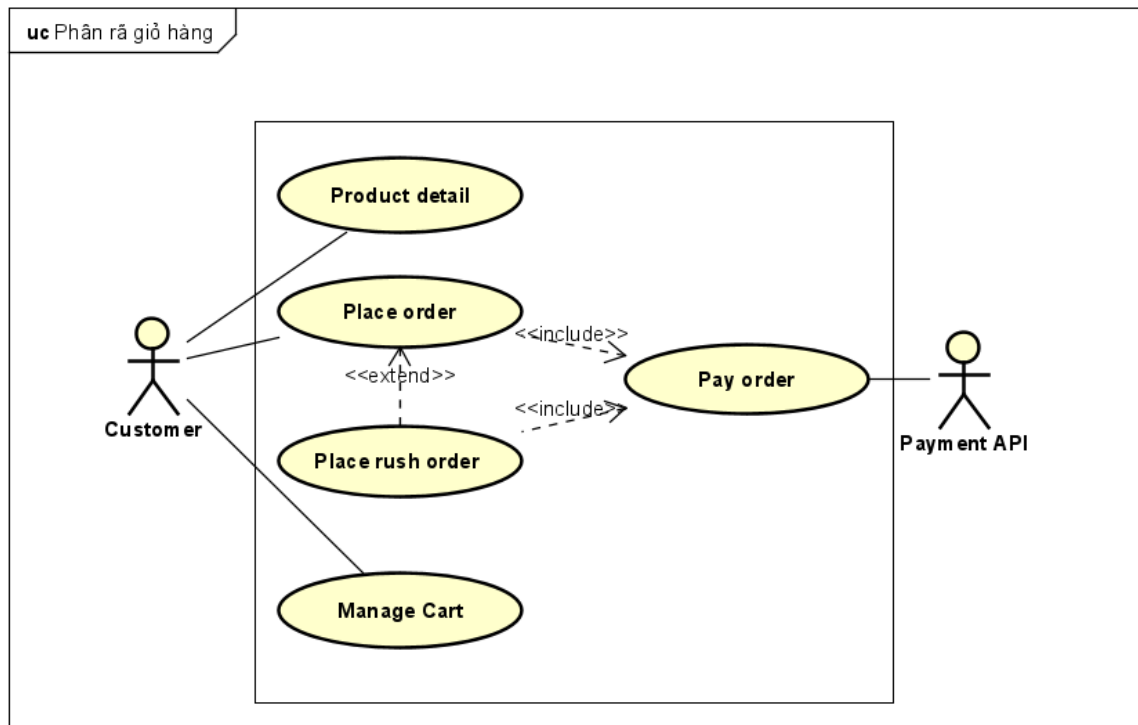 uc Phân rã giỏ hàng
Product detail
Place order
<<include>>
<<extend>>
Pay order
<<include>>
Customer
Payment API
Place rush order
Manage Cart